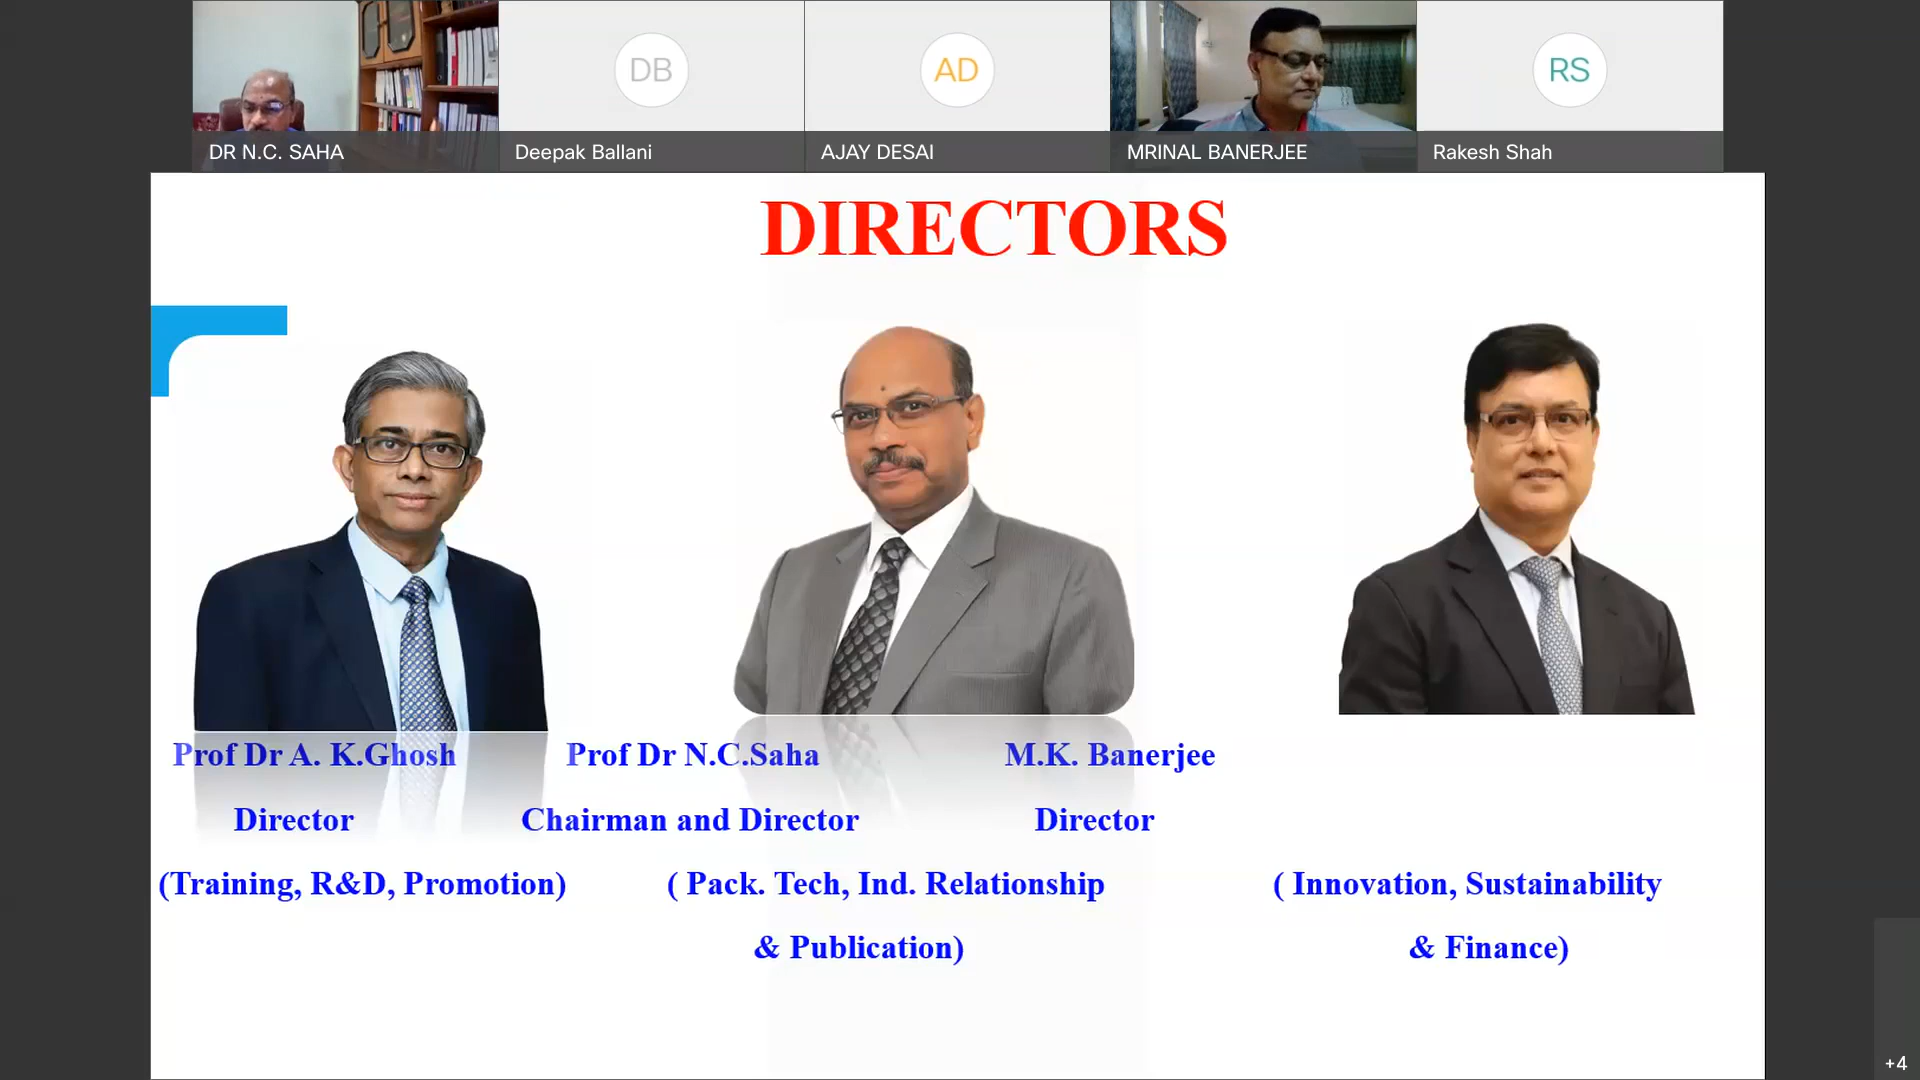 DB
AD
RS
DR N.C. SAHA
Deepak Ballani
AJAY DESAI
MRINAL BANERJEE
Rakesh Shah
DIRECTORS
Prof Dr A. K.Ghosh Prof Dr N.C.Saha M.K. Banerjee
Director Chairman and Director Director
(Training, R&D, Promotion) ( Pack. Tech, Ind. Relationship ( Innovation, Sustainability
& Publication) & Finance)
+4